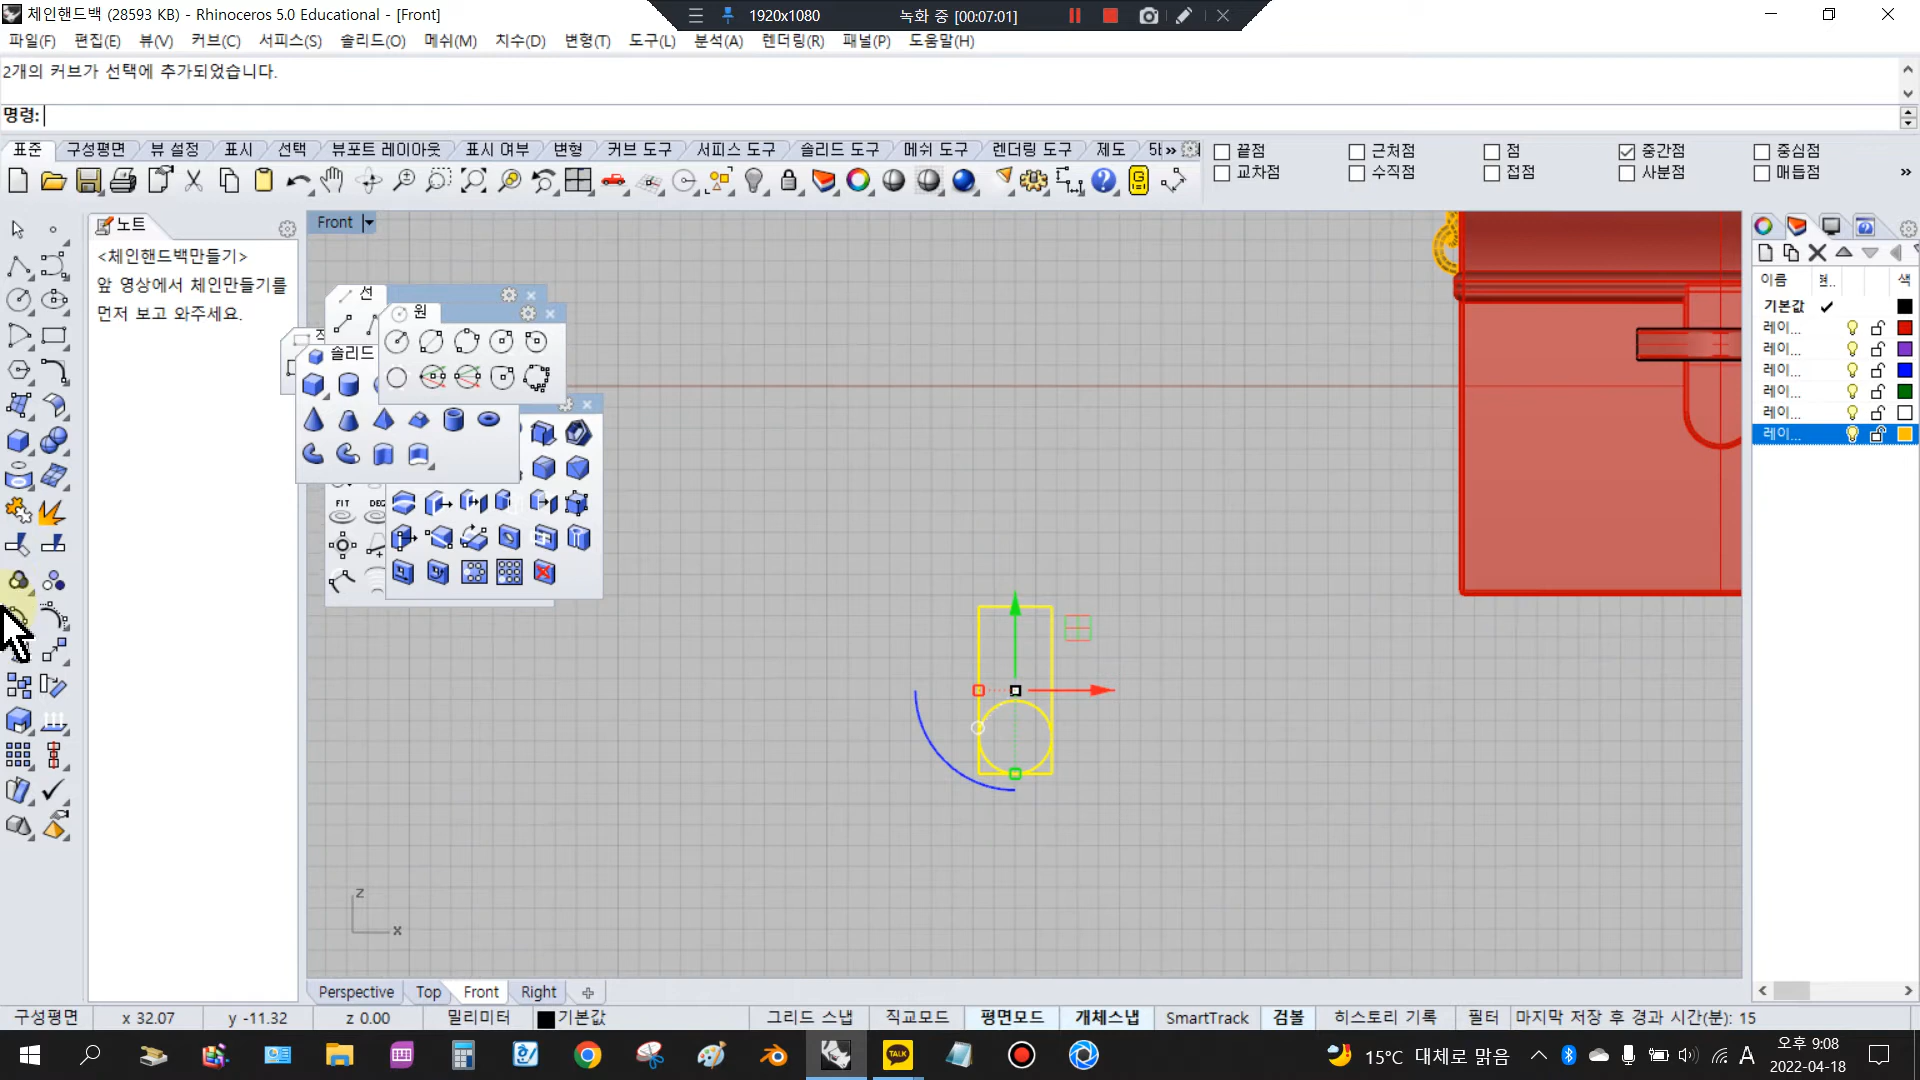 체인핸드백 (28593 KB) - Rhinoceros 5.0 Educational - [Front]
1920x1080
녹화 중 [00:07:01]
파일(F) 편집(E) 뷰(V) 커브(C) 서피스(S) 솔리드(O) 메쉬(M) 치수(D) 변형(T) 도구(L) 분석(A) 렌더링(R) 패널(P) 도움말(H)
2개의 커브가 선택에 추가되었습니다.
명령:
표준 구성평면 뷰 설정 표시 선택 뷰포트 레이아웃 표시 여부 변형 커브 도구 서피스 도구 솔리드 도구 메쉬 도구 렌더링 도구 제도
끝점 근처점 점 중간점 중심점
교차점 수직점 접점 사분점 매듭점
노트
<체인핸드백만들기>
앞 영상에서 체인만들기를
먼저 보고 와주세요.
Front
선
원
솔리드
FIT
이름
색
기본값
레이...
레이...
레이...
레이...
레이...
레이...
z
x
Perspective Top Front Right
구성평면 x 32.07 y -11.32 z 0.00 밀리미터 기본값 그리드 스냅 직교모드 평면모드 개체스냅 SmartTrack 검볼 히스토리 기록 필터 마지막 저장 후 경과 시간(분): 15
TALK
15°C 대체로 맑음
A
오후 9:08
2022-04-18